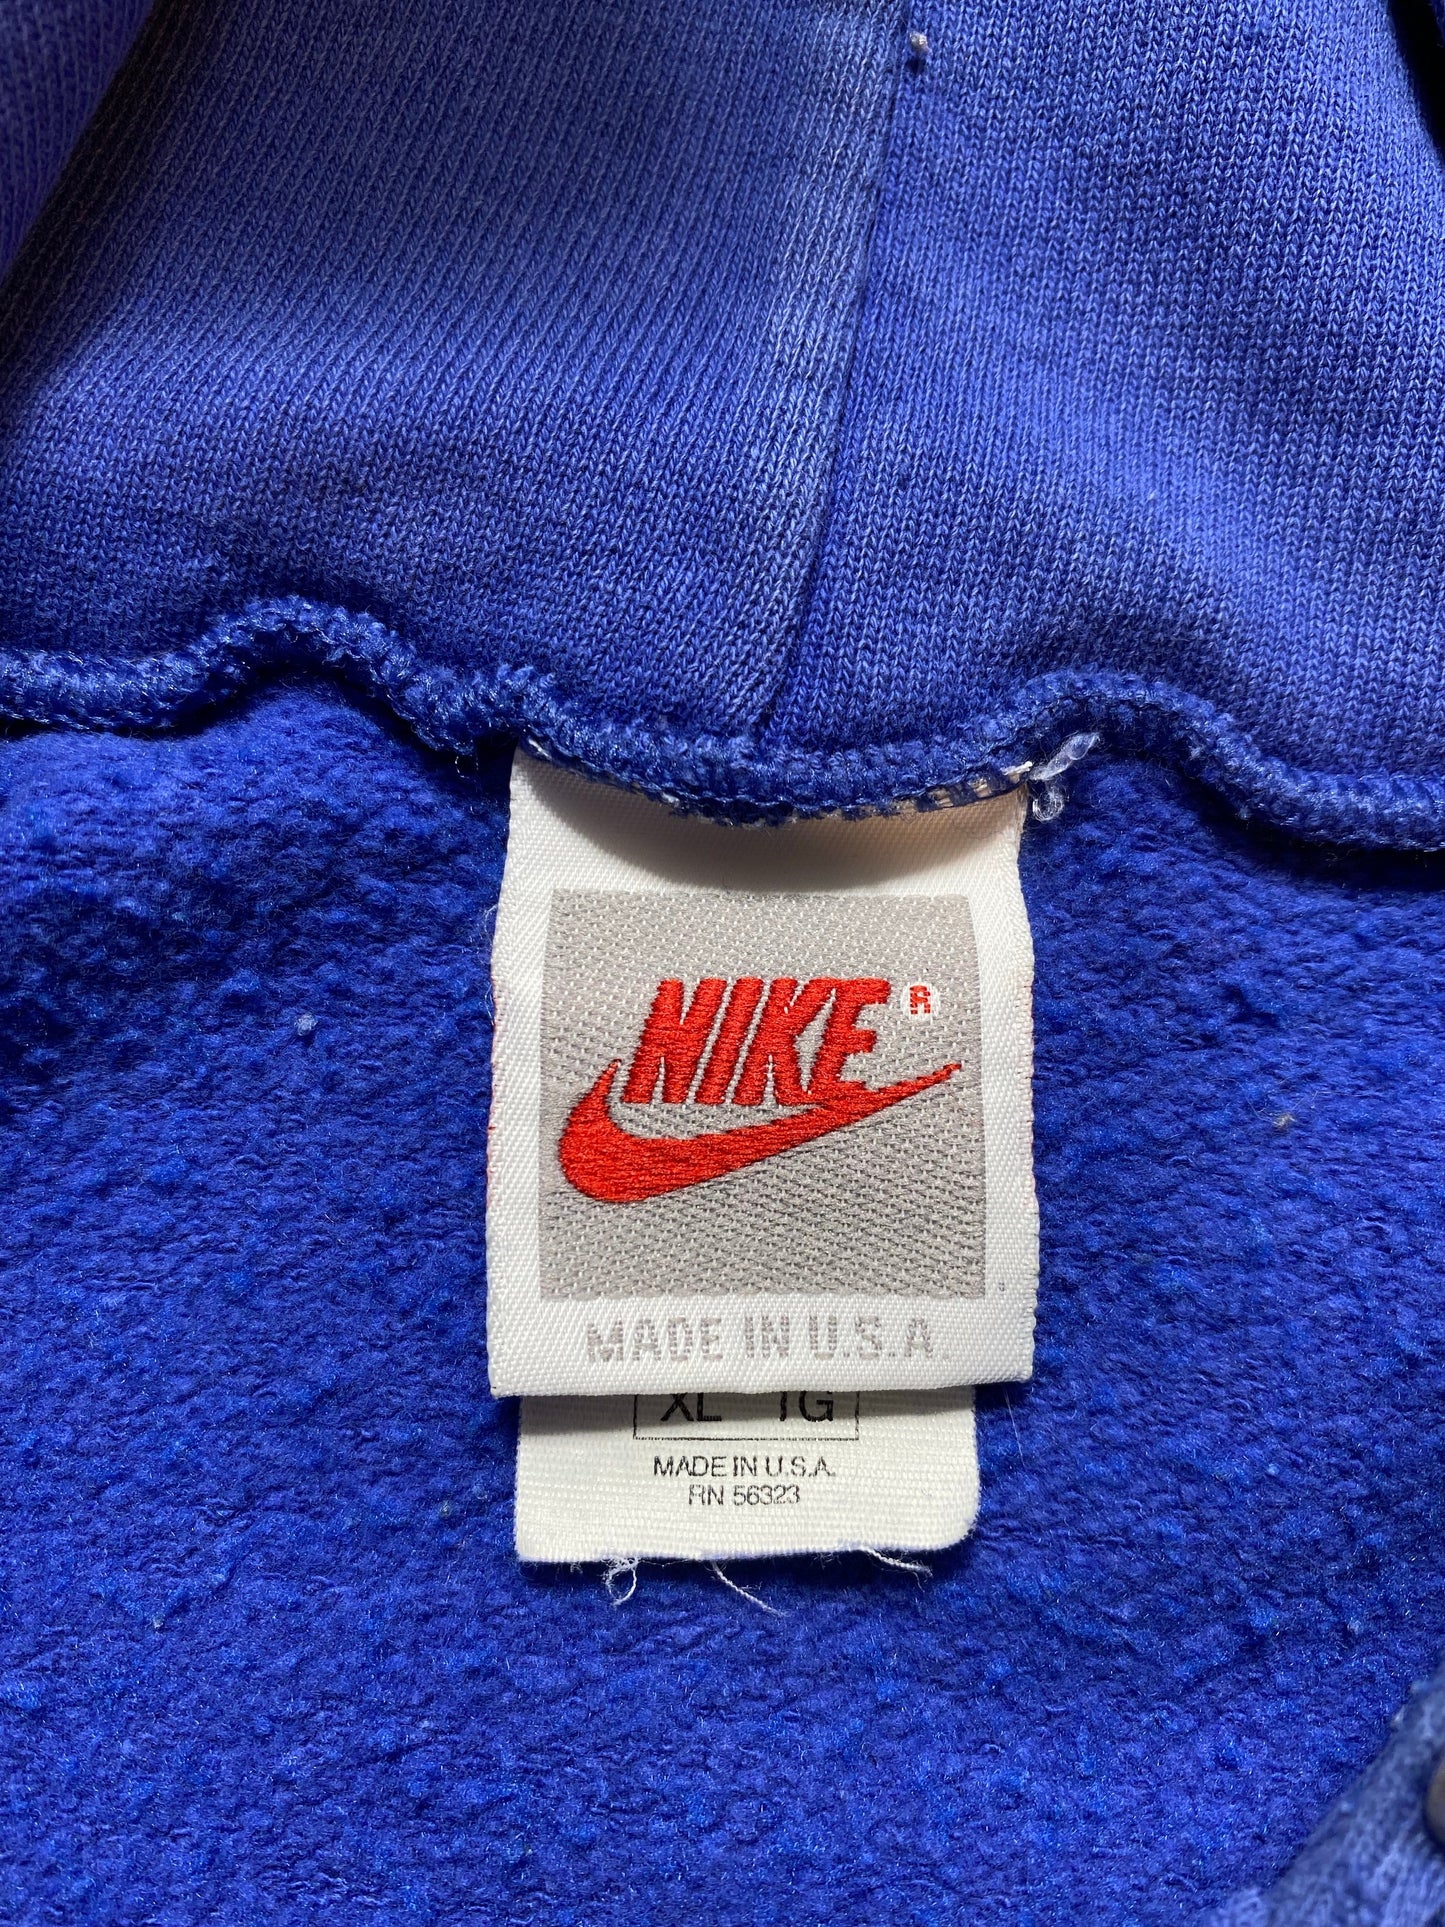 NIKE ®
MADE IN U.S.A.
XL TG
MADE IN U.S.A.
RN 56323